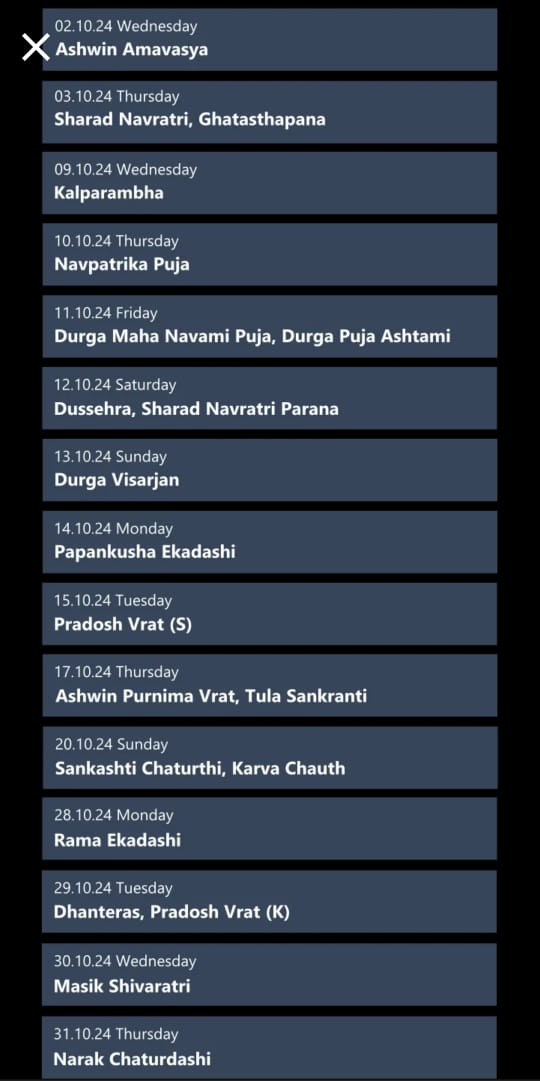 02.10.24 Wednesday
Ashwin Amavasya
03.10.24 Thursday
Sharad Navratri, Ghatasthapana
09.10.24 Wednesday
Kalparambha
10.10.24 Thursday
Navpatrika Puja
11.10.24 Friday
Durga Maha Navami Puja, Durga Puja Ashtami
12.10.24 Saturday
Dussehra, Sharad Navratri Parana
13.10.24 Sunday
Durga Visarjan
14.10.24 Monday
Papankusha Ekadashi
15.10.24 Tuesday
Pradosh Vrat (S)
17.10.24 Thursday
Ashwin Purnima Vrat, Tula Sankranti
20.10.24 Sunday
Sankashti Chaturthi, Karva Chauth
28.10.24 Monday
Rama Ekadashi
29.10.24 Tuesday
Dhanteras, Pradosh Vrat (K)
30.10.24 Wednesday
Masik Shivaratri
31.10.24 Thursday
Narak Chaturdashi